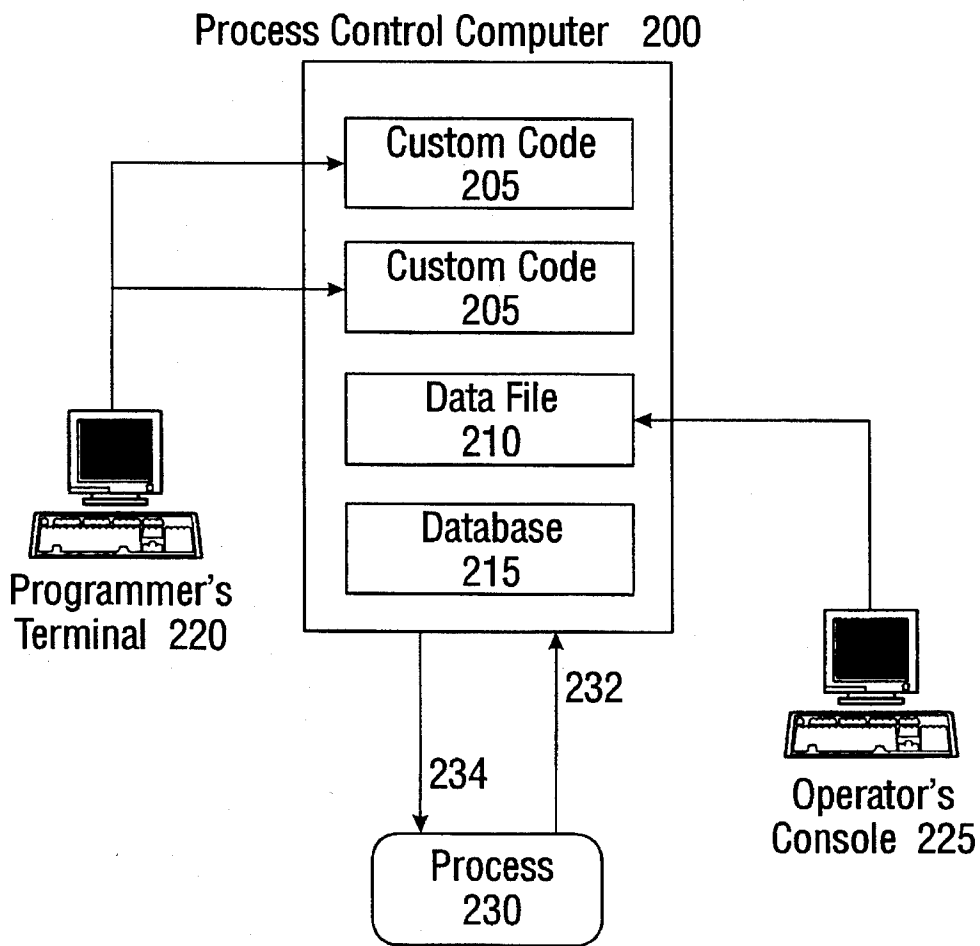 Process Control Computer 200
Custom Code
205
Custom Code
205
Data File
210
Database
215
Programmer's
Terminal 220
232
234
Operator's
Console 225
Process
230